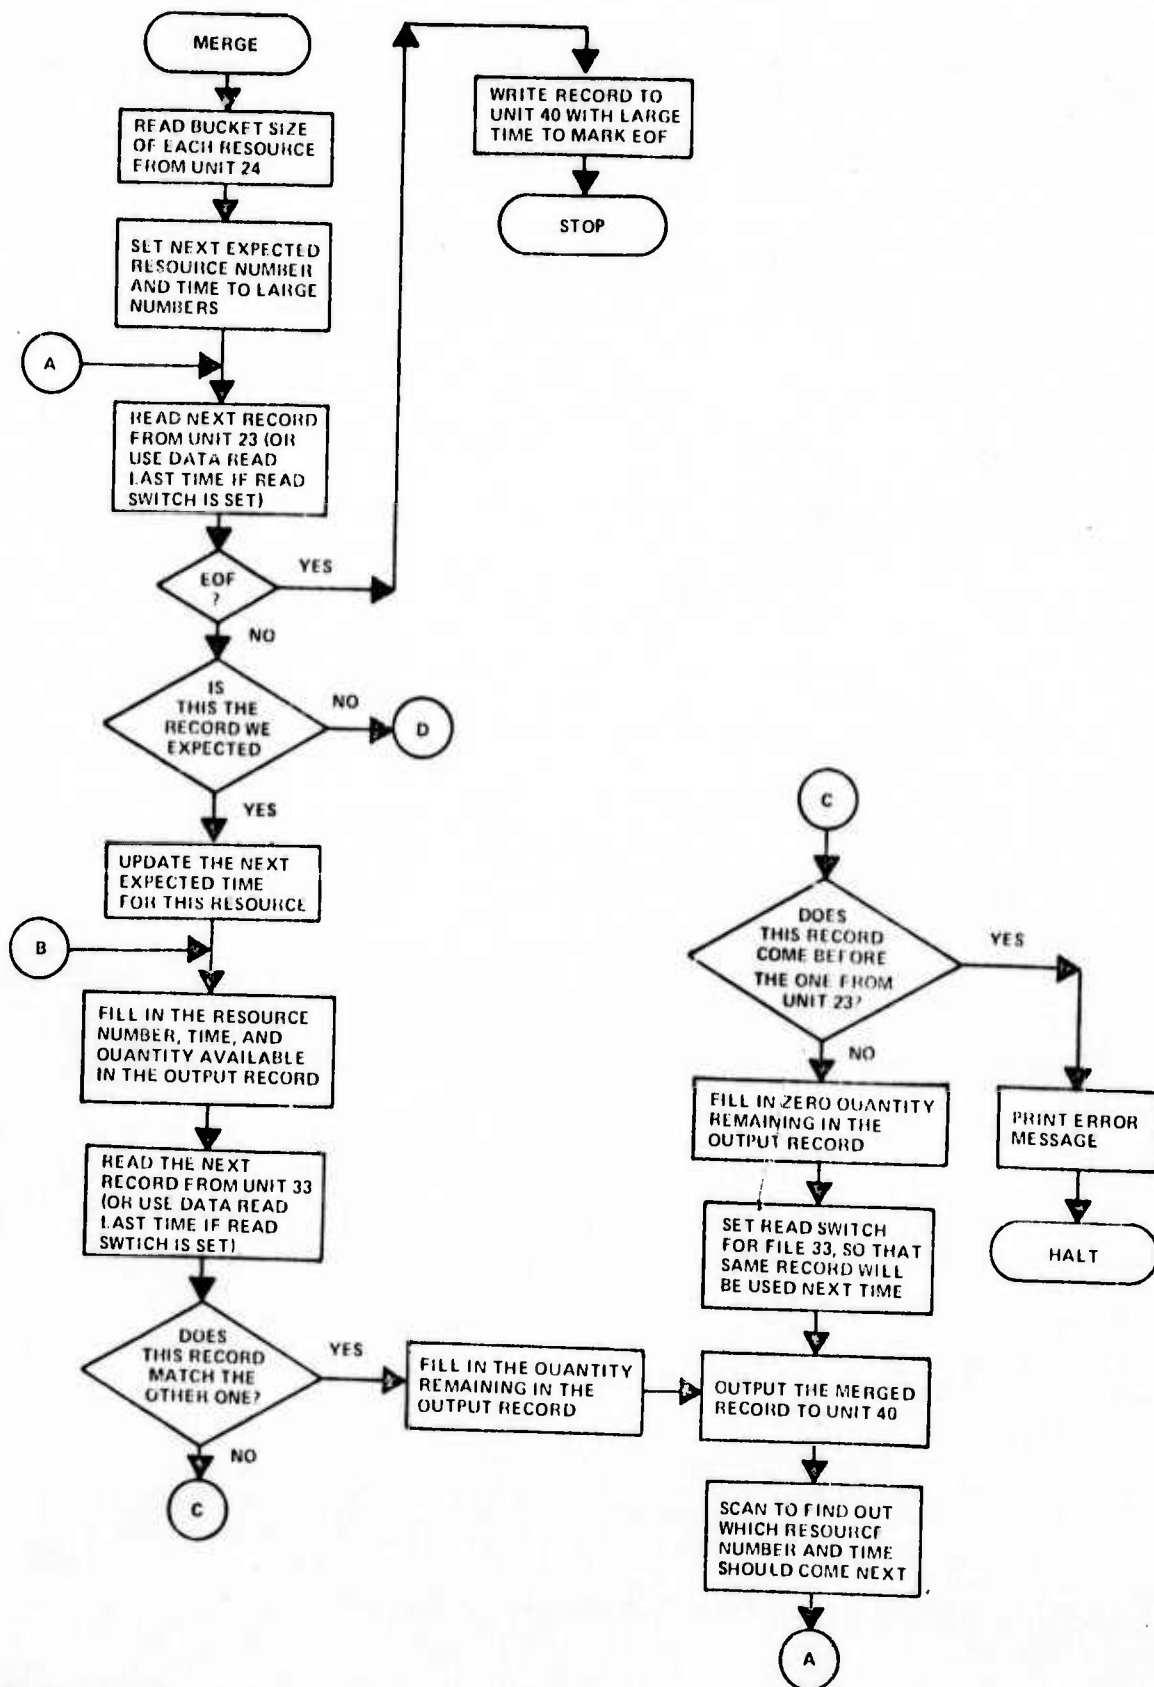 MERGE
READ BUCKET SIZE
OF EACH RESOURCE
FROM UNIT 24
SET NEXT EXPECTED
RESOURCE NUMBER
AND TIME TO LARGE
NUMBERS
A
READ NEXT RECORD
FROM UNIT 23 (OR
USE DATA READ
LAST TIME IF READ
SWITCH IS SET)
EOF
?
YES
NO
WRITE RECORD TO
UNIT 40 WITH LARGE
TIME TO MARK EOF
STOP
IS
THIS THE
RECORD WE
EXPECTED
NO
D
YES
UPDATE THE NEXT
EXPECTED TIME
FOR THIS RESOURCE
B
FILL IN THE RESOURCE
NUMBER, TIME, AND
QUANTITY AVAILABLE
IN THE OUTPUT RECORD
READ THE NEXT
RECORD FROM UNIT 33
(OR USE DATA READ
LAST TIME IF READ
SWTICH IS SET)
DOES
THIS RECORD
MATCH THE
OTHER ONE?
YES
NO
C
FILL IN THE QUANTITY
REMAINING IN THE
OUTPUT RECORD
C
DOES
THIS RECORD
COME BEFORE
THE ONE FROM
UNIT 23?
YES
NO
PRINT ERROR
MESSAGE
HALT
FILL IN ZERO QUANTITY
REMAINING IN THE
OUTPUT RECORD
SET READ SWITCH
FOR FILE 33, SO THAT
SAME RECORD WILL
BE USED NEXT TIME
OUTPUT THE MERGED
RECORD TO UNIT 40
SCAN TO FIND OUT
WHICH RESOURCE
NUMBER AND TIME
SHOULD COME NEXT
A